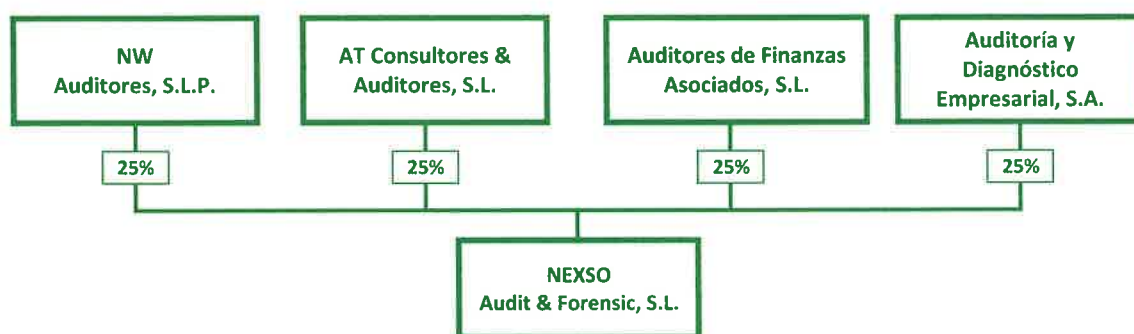 NW
Auditores, S.L.P.
AT Consultores &
Auditores, S.L.
Auditores de Finanzas
Asociados, S.L.
Auditoría y
Diagnóstico
Empresarial, S.A.
25%
25%
25%
25%
NEXSO
Audit & Forensic, S.L.